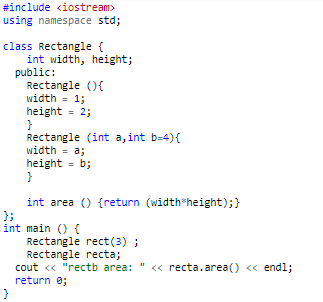 #include <iostream>
using namespace std;
class Rectangle {
int width, height;
public:
Rectangle (){
width = 1;
height = 2;
}
Rectangle (int a,int b=4){
width = a;
height = b;
}
int area () {return (width*height);}
};
int main () {
Rectangle rect(3) ;
Rectangle recta;
cout << "rectb area: " << recta.area() << endl;
return 0;
}